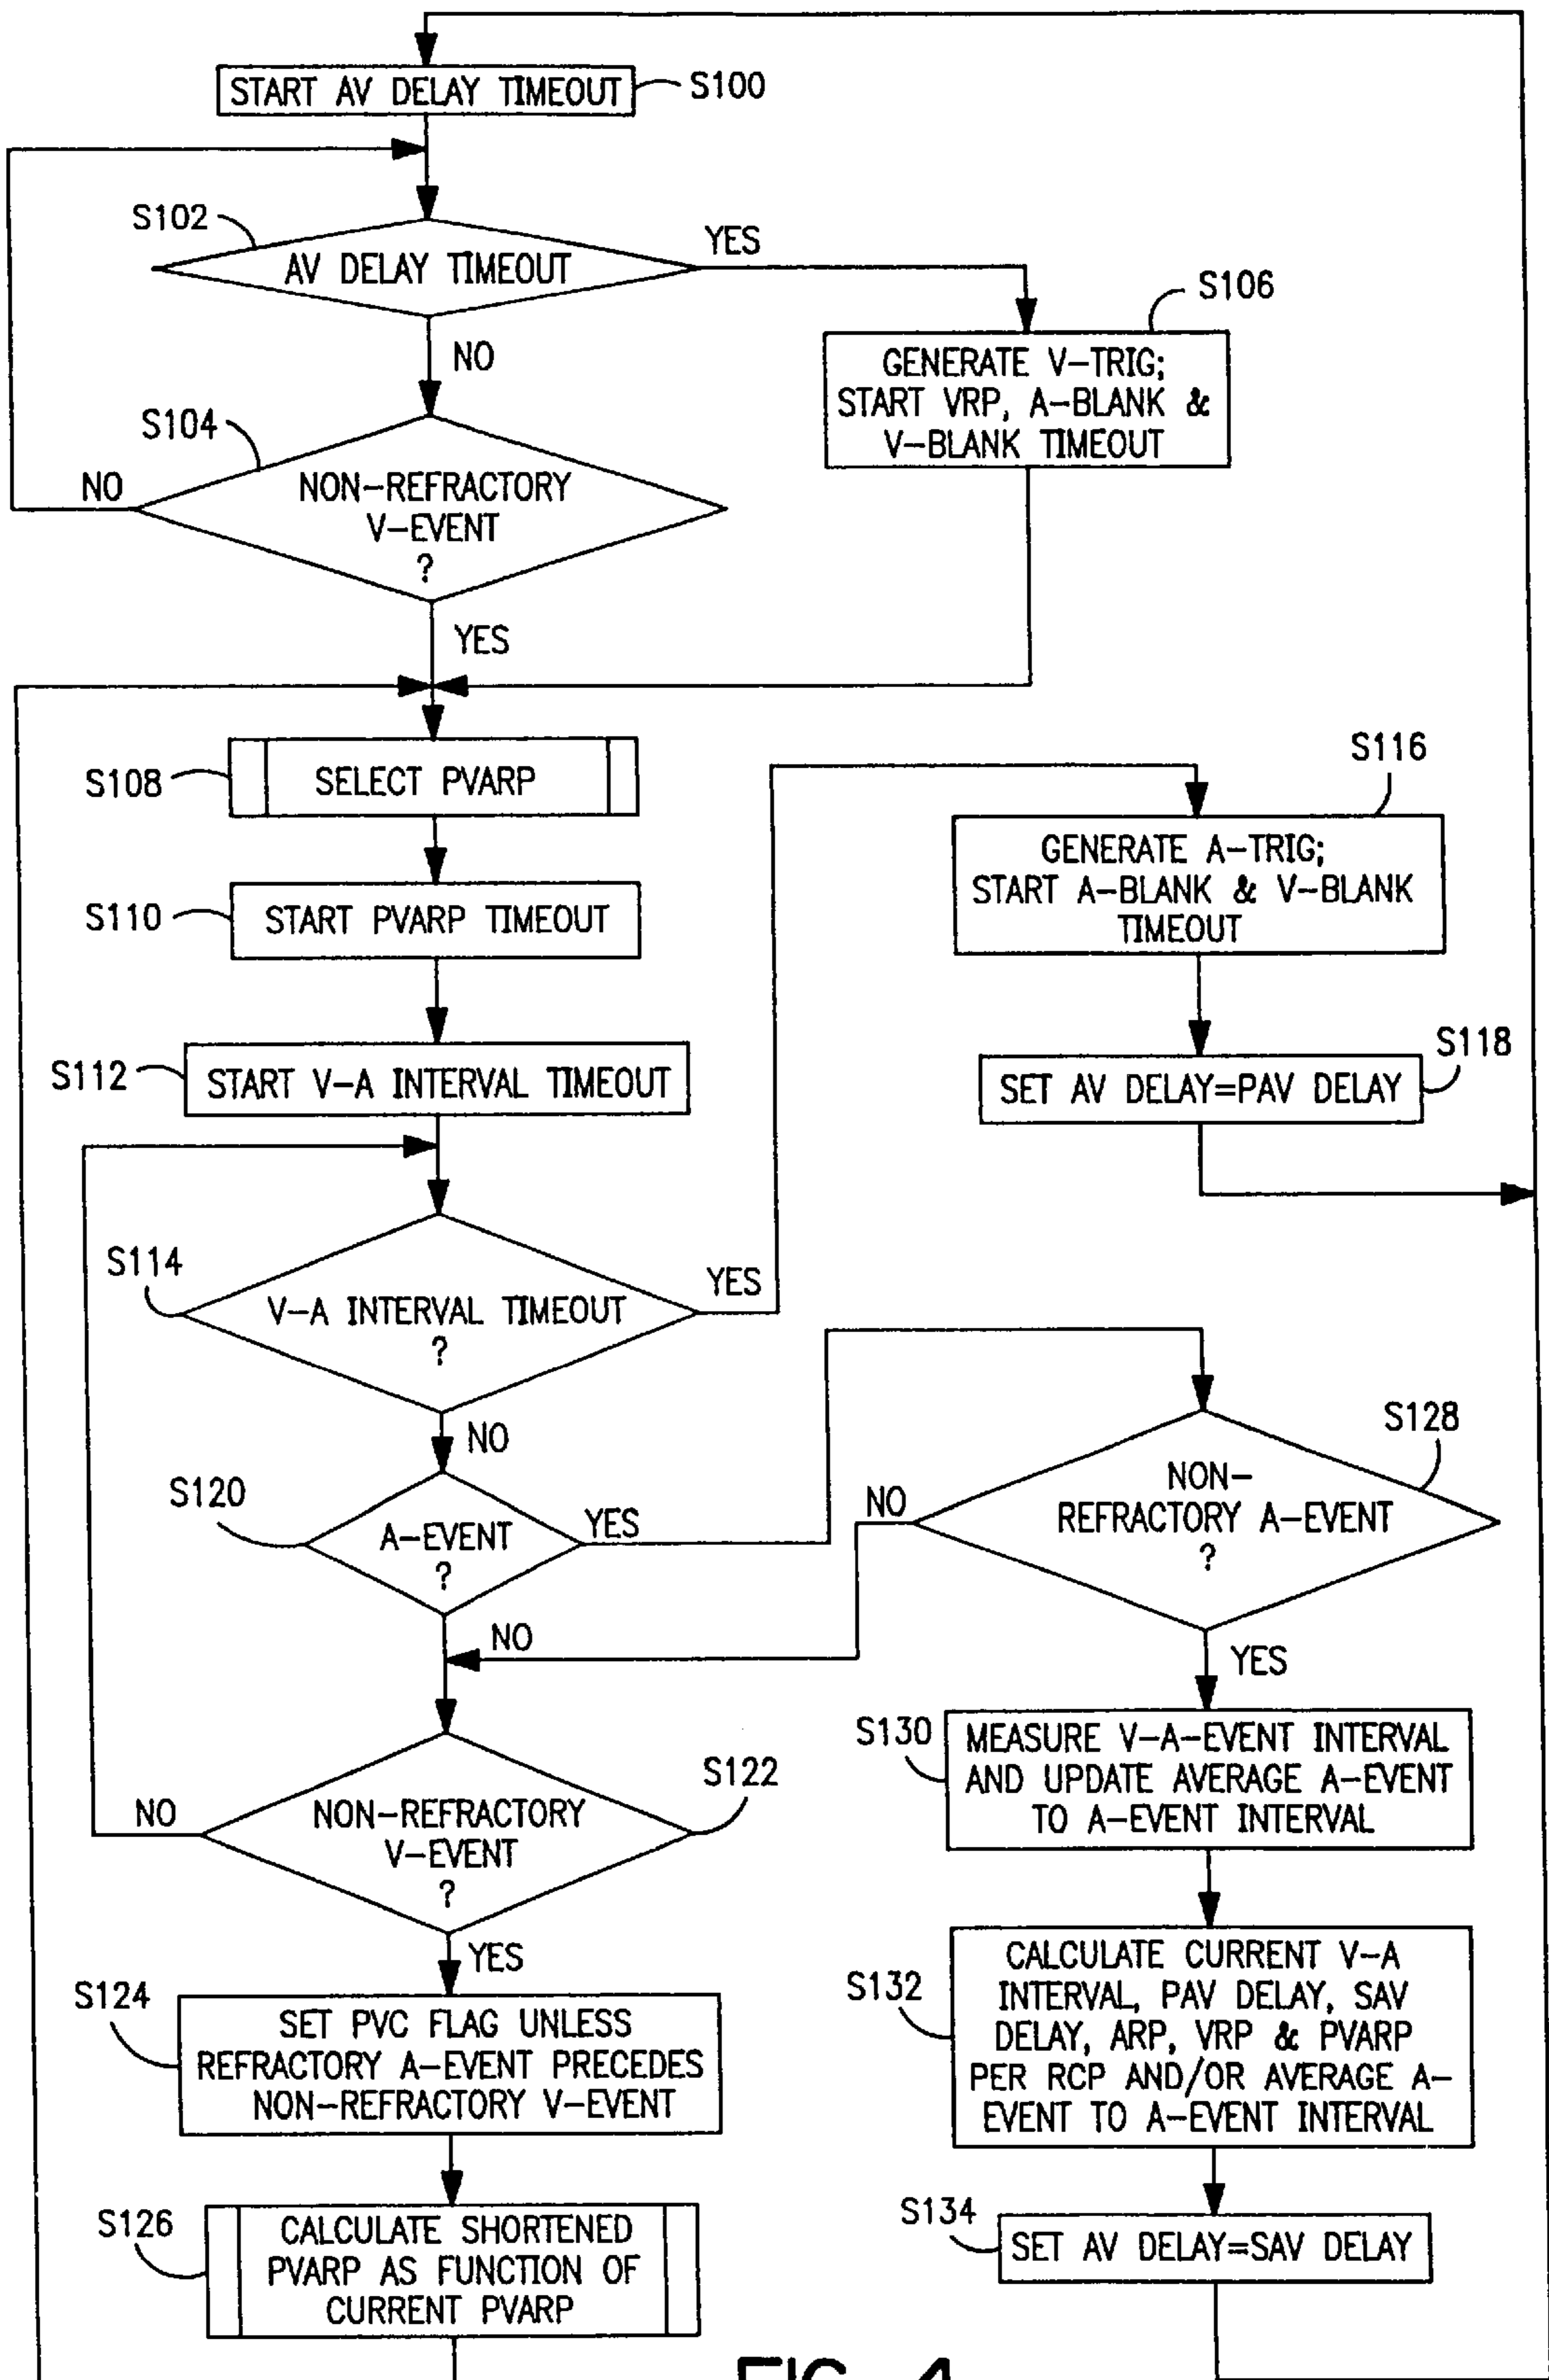 START AV DELAY TIMEOUT
S100
S102
AV DELAY TIMEOUT
YES
NO
S106
GENERATE V-TRIG;
START VRP, A-BLANK &
V-BLANK TIMEOUT
S104
NON-REFRACTORY
V-EVENT
?
NO
YES
S108
SELECT PVARP
S110
START PVARP TIMEOUT
S112
START V-A INTERVAL TIMEOUT
S116
GENERATE A-TRIG;
START A-BLANK & V-BLANK
TIMEOUT
S118
SET AV DELAY=PAV DELAY
S114
V-A INTERVAL TIMEOUT
?
YES
NO
S120
A-EVENT
?
YES
NO
S128
NON-
REFRACTORY A-EVENT
?
NO
YES
S122
NON-REFRACTORY
V-EVENT
?
NO
YES
S130
MEASURE V-A-EVENT INTERVAL
AND UPDATE AVERAGE A-EVENT
TO A-EVENT INTERVAL
S124
SET PVC FLAG UNLESS
REFRACTORY A-EVENT PRECEDES
NON-REFRACTORY V-EVENT
S132
CALCULATE CURRENT V-A
INTERVAL, PAV DELAY, SAV
DELAY, ARP, VRP & PVARP
PER RCP AND/OR AVERAGE A-
EVENT TO A-EVENT INTERVAL
S126
CALCULATE SHORTENED
PVARP AS FUNCTION OF
CURRENT PVARP
S134
SET AV DELAY=SAV DELAY
FIG. 4